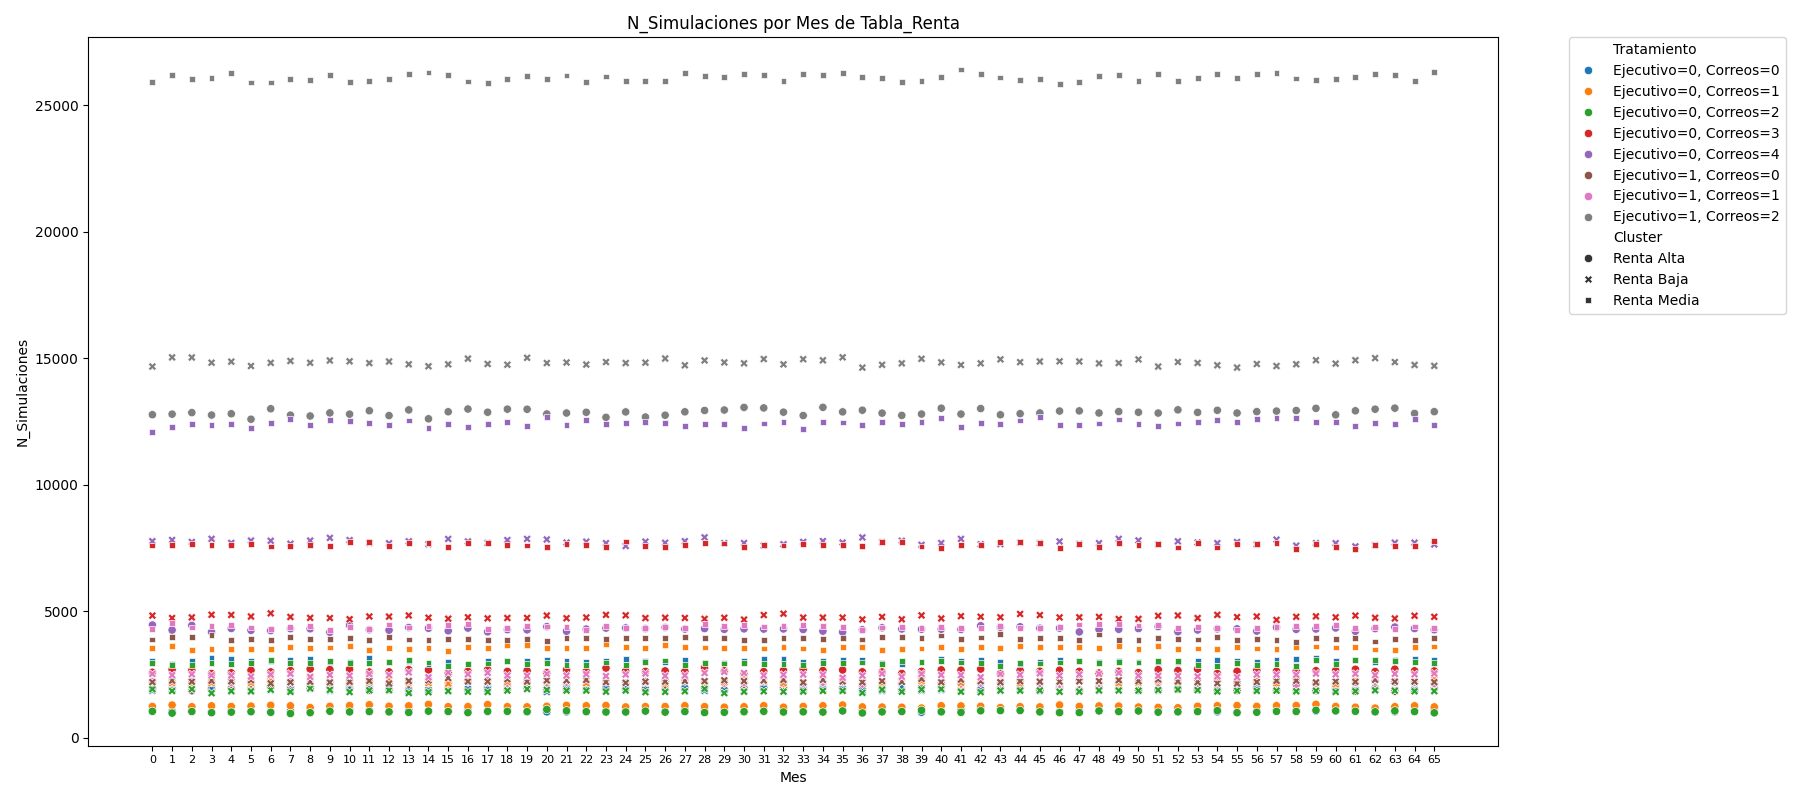 N_Simulaciones por Mes de Tabla_Renta
N_Simulaciones
25000
20000
15000
10000
5000
0
0 1 2 3 4 5 6 7 8 9 10 11 12 13 14 15 16 17 18 19 20 21 22 23 24 25 26 27 28 29 30 31 32 33 34 35 36 37 38 39 40 41 42 43 44 45 46 47 48 49 50 51 52 53 54 55 56 57 58 59 60 61 62 63 64 65
Mes
Tratamiento
Ejecutivo=0, Correos=0
Ejecutivo=0, Correos=1
Ejecutivo=0, Correos=2
Ejecutivo=0, Correos=3
Ejecutivo=0, Correos=4
Ejecutivo=1, Correos=0
Ejecutivo=1, Correos=1
Ejecutivo=1, Correos=2
Cluster
Renta Alta
Renta Baja
Renta Media